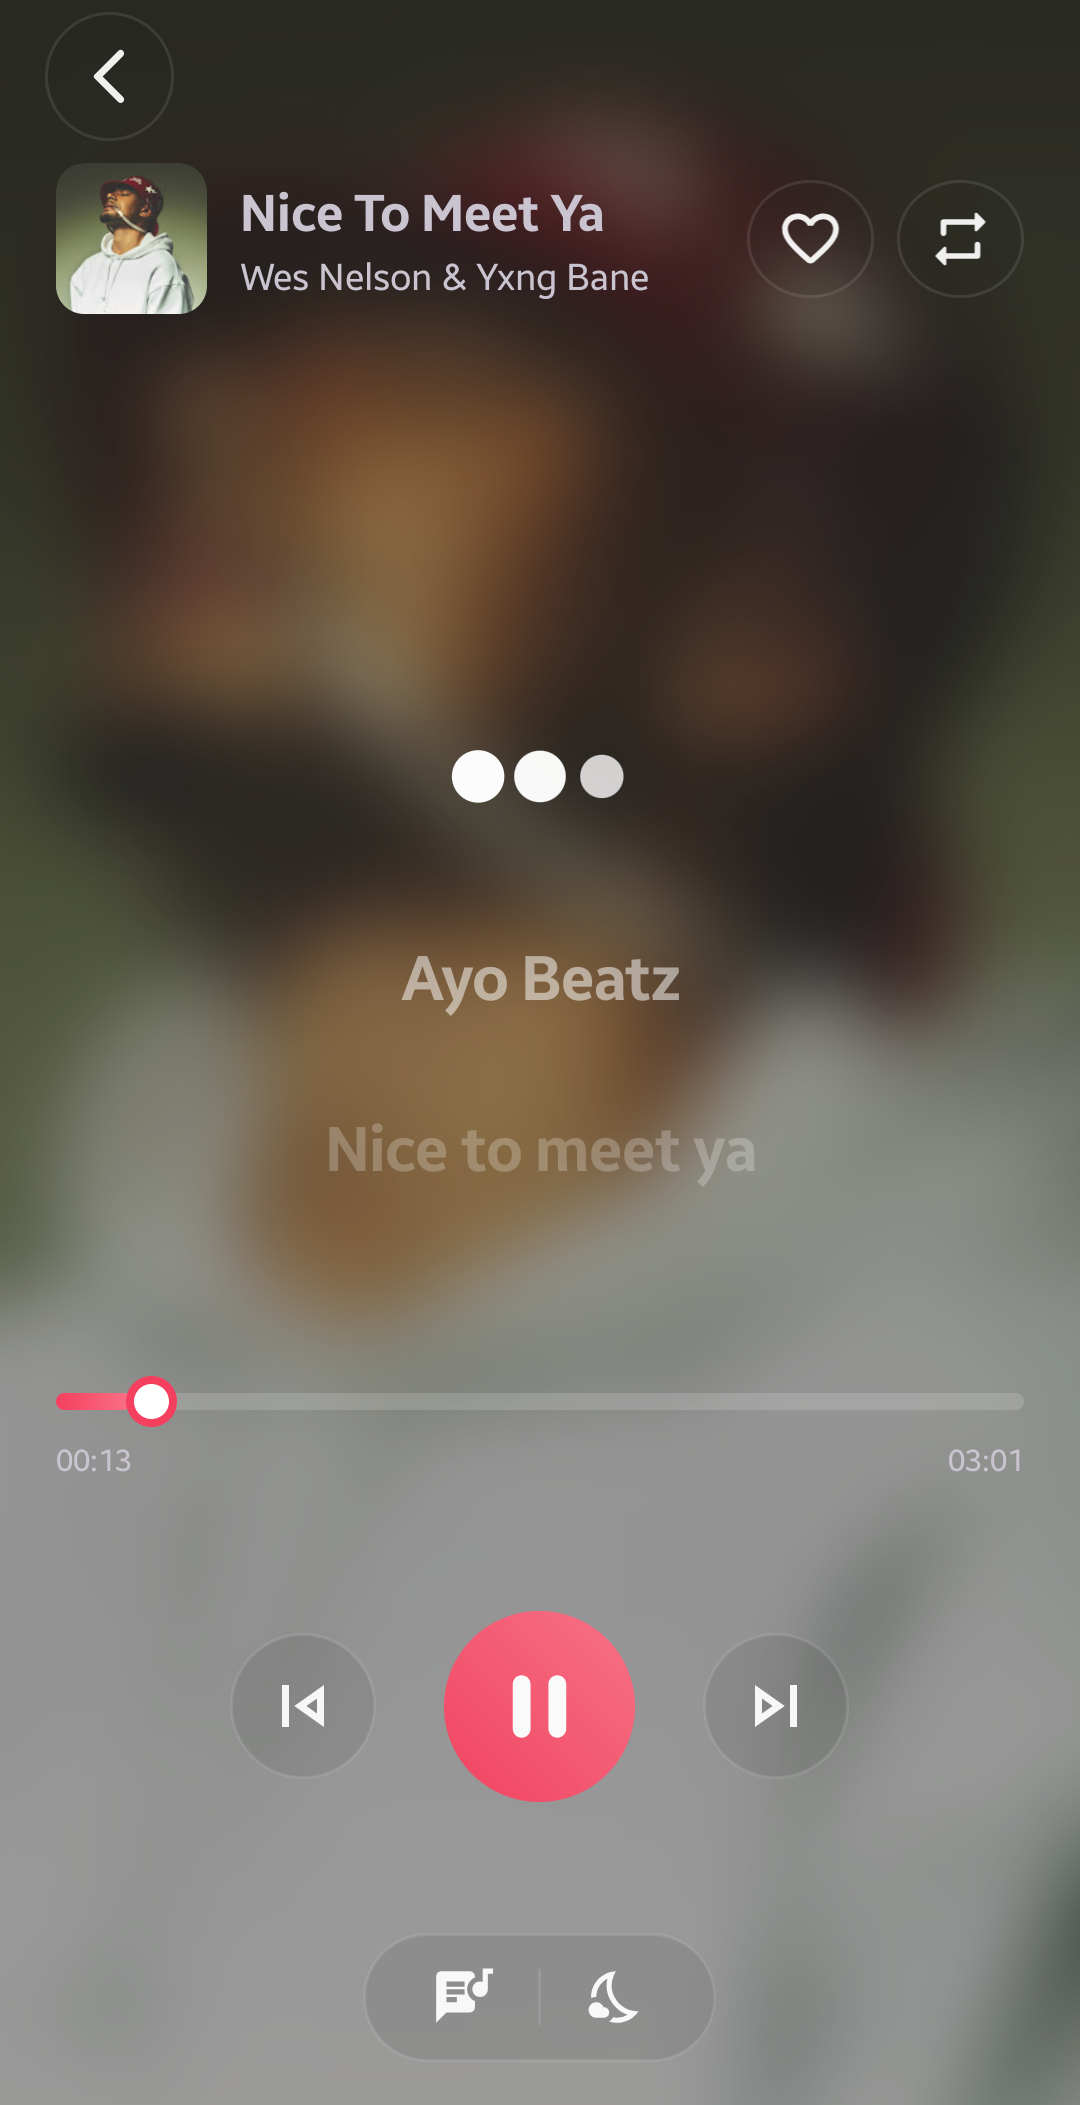 Nice To Meet Ya
Wes Nelson & Yxng Bane
Ayo Beatz
Nice to meet ya
00:13
03:01